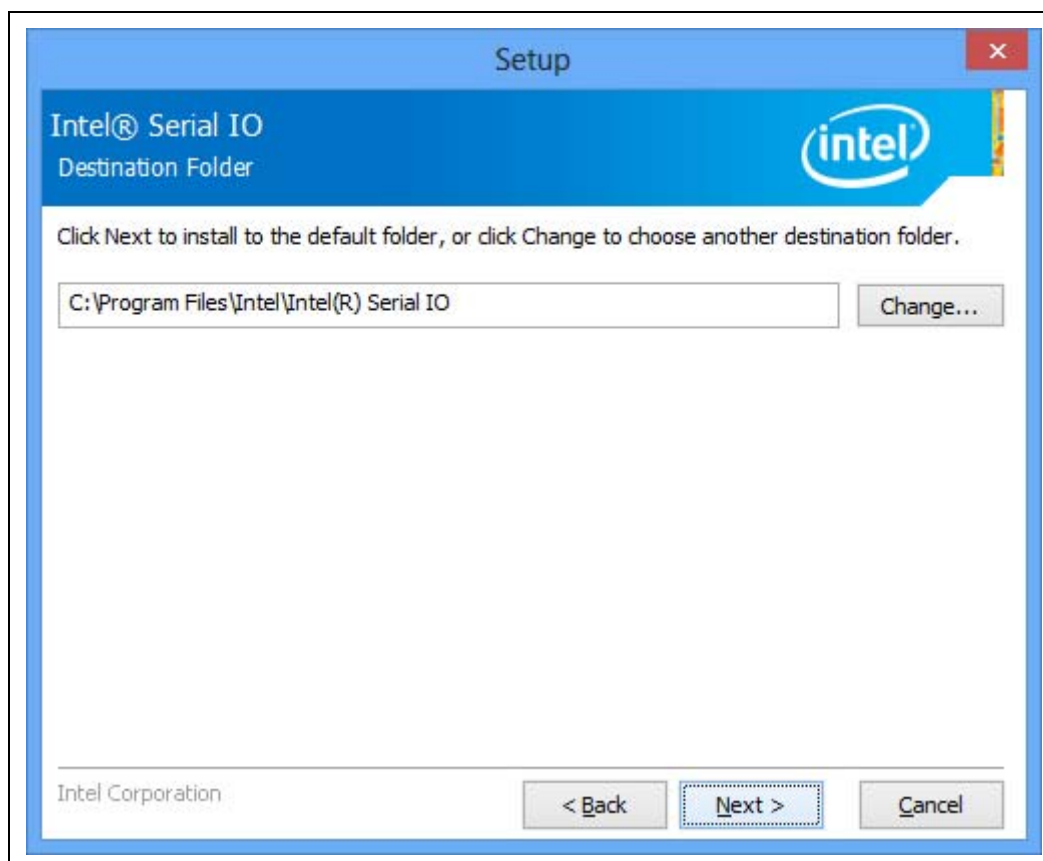 Setup
Intel® Serial IO
Destination Folder
intel
Click Next to install to the default folder, or click Change to choose another destination folder.
C:\Program Files\Intel\Intel(R) Serial IO
Change...
Intel Corporation
< Back
Next >
Cancel